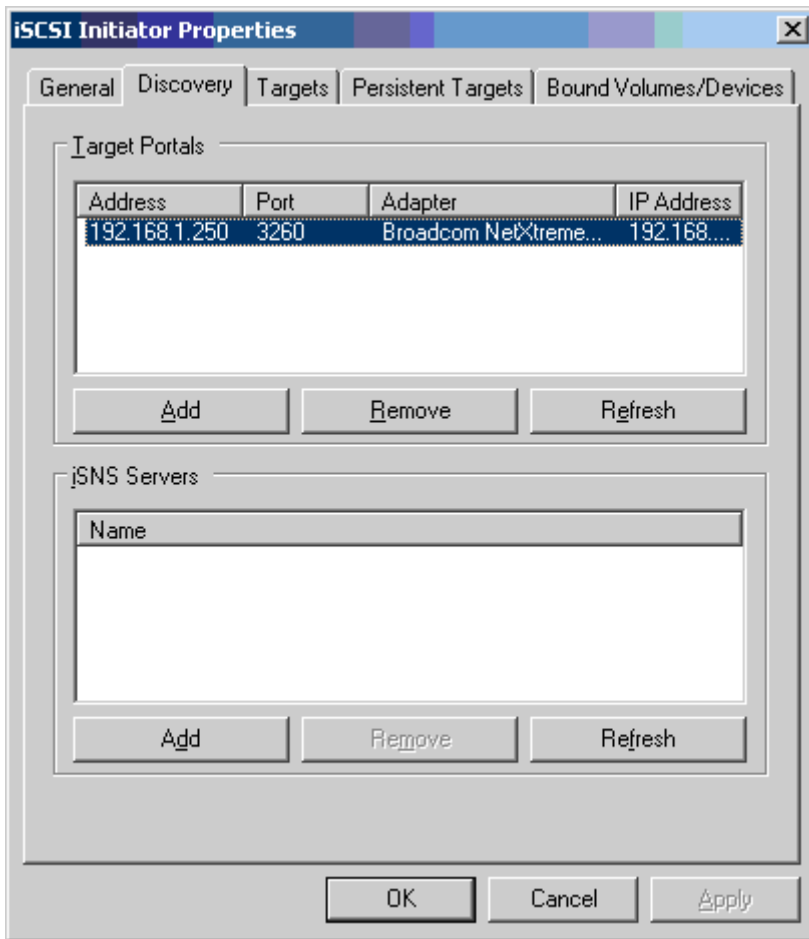 iSCSI Initiator Properties
General Discovery Targets Persistent Targets Bound Volumes/Devices
Target Portals
Address Port Adapter IP Address
192.168.1.250 3260 Broadcom NetXtreme... 192.168....
Add Remove Refresh
iSNS Servers
Name
Add Remove Refresh
OK Cancel Apply